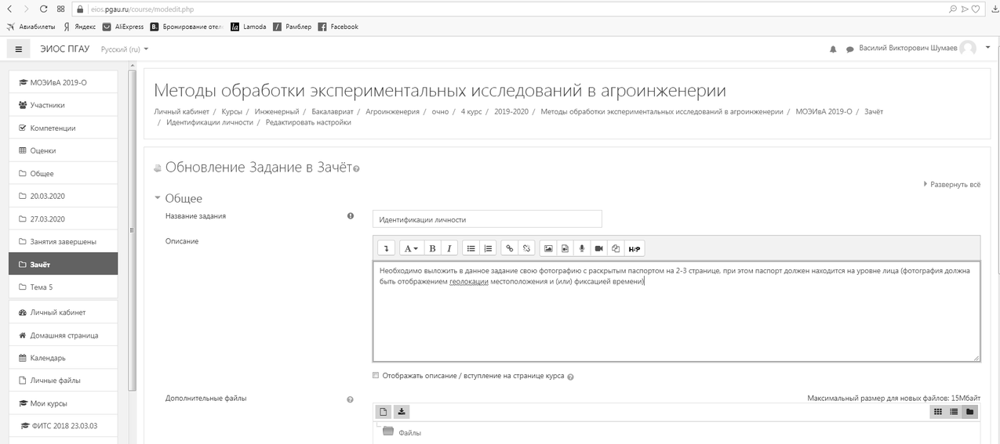 eios.pgau.ru/course/modedit.php
Авиабилеты Яндекс AliExpress B. Бронирование отел la Lamoda Рамблер Facebook
ЭИОС ПГАУ Русский (ru) Василий Викторович Шумаев
МОЭИвА 2019-О
Участники
Компетенции
Оценки
Общее
20.03.2020
27.03.2020
Занятия завершены
Зачёт
Тема 5
Личный кабинет
Домашняя страница
Календарь
Личные файлы
Мои курсы
ФИТС 2018 23.03.03
Методы обработки экспериментальных исследований в агроинженерии
Личный кабинет / Курсы / Инженерный / Бакалавриат / Агроинженерия / очно / 4 курс / 2019-2020 / Методы обработки экспериментальных исследований в агроинженерии / МОЭИвА 2019-О / Зачёт
/ Идентификации личности / Редактировать настройки
Обновление Задание в Зачёт
Развернуть всё
Общее
Название задания
Идентификации личности
Описание
A B I H-P
Необходимо выложить в данное задание свою фотографию с раскрытым паспортом на 2-3 странице, при этом паспорт должен находится на уровне лица (фотография должна
быть отображением геолокации местоположения и (или) фиксацией времени)
Отображать описание / вступление на странице курса
Дополнительные файлы
Максимальный размер для новых файлов: 15Мбайт
Файлы